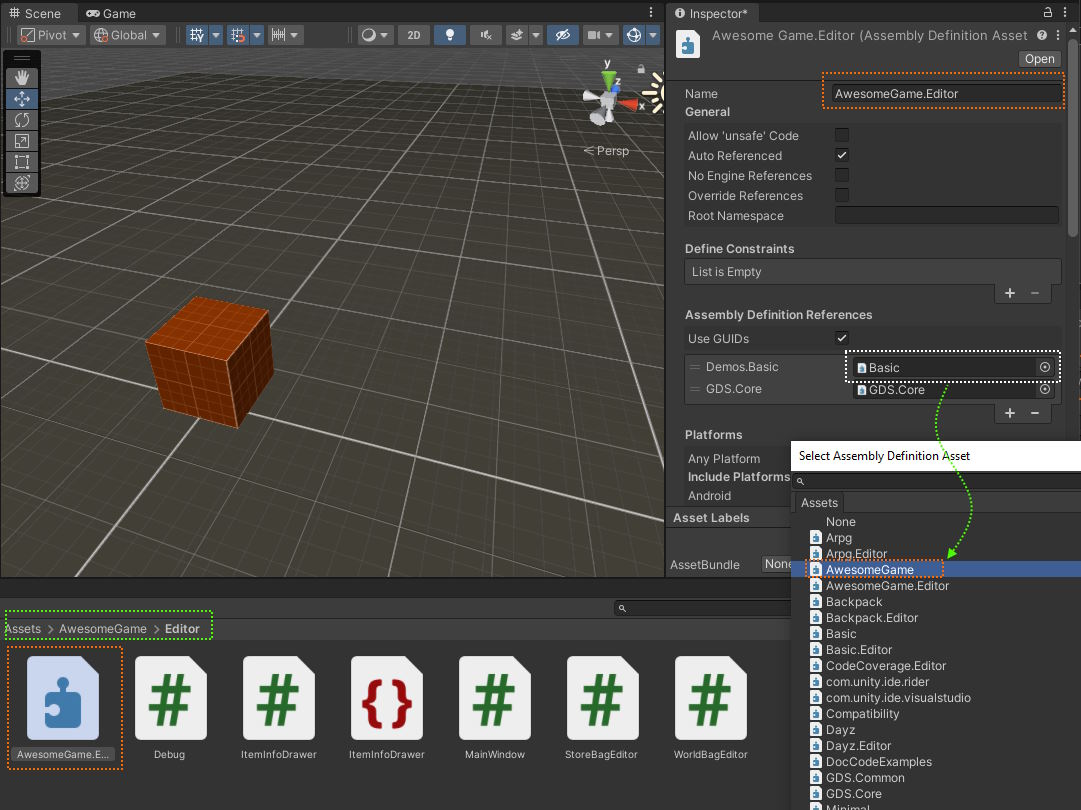 Scene
Game
Pivot
Global
2D
y
z
x
Persp
Inspector*
Awesome Game.Editor (Assembly Definition Asset
Open
Name
AwesomeGame.Editor
General
Allow 'unsafe' Code
Auto Referenced
No Engine References
Override References
Root Namespace
Define Constraints
List is Empty
Assembly Definition References
Use GUIDs
Demos.Basic
Basic
GDS.Core
GDS.Core
Platforms
Any Platform
Include Platforms
Android
Asset Labels
AssetBundle
None
Select Assembly Definition Asset
Assets
None
Arpg
Arpg.Editor
AwesomeGame
AwesomeGame.Editor
Backpack
Backpack.Editor
Basic
Basic.Editor
CodeCoverage.Editor
com.unity.ide.rider
com.unity.ide.visualstudio
Compatibility
Dayz
Dayz.Editor
DocCodeExamples
GDS.Common
GDS.Core
Minimal
Assets > AwesomeGame > Editor
AwesomeGame.E...
Debug
ItemInfoDrawer
ItemInfoDrawer
MainWindow
StoreBagEditor
WorldBagEditor